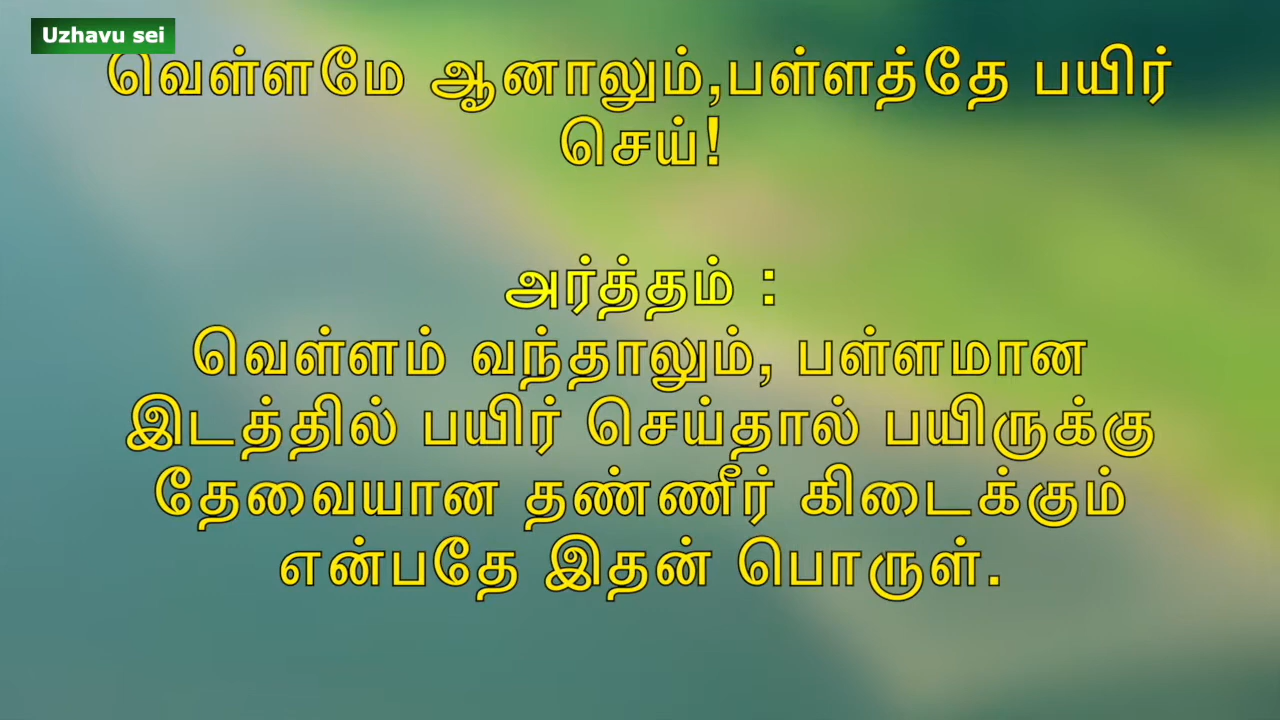 Uzhavu sei
வெள்ளமே ஆனாலும்,பள்ளத்தே பயிர்
செய்!
அர்த்தம் :
வெள்ளம் வந்தாலும், பள்ளமான
இடத்தில் பயிர் செய்தால் பயிருக்கு
தேவையான தண்ணீர் கிடைக்கும்
என்பதே இதன் பொருள்.